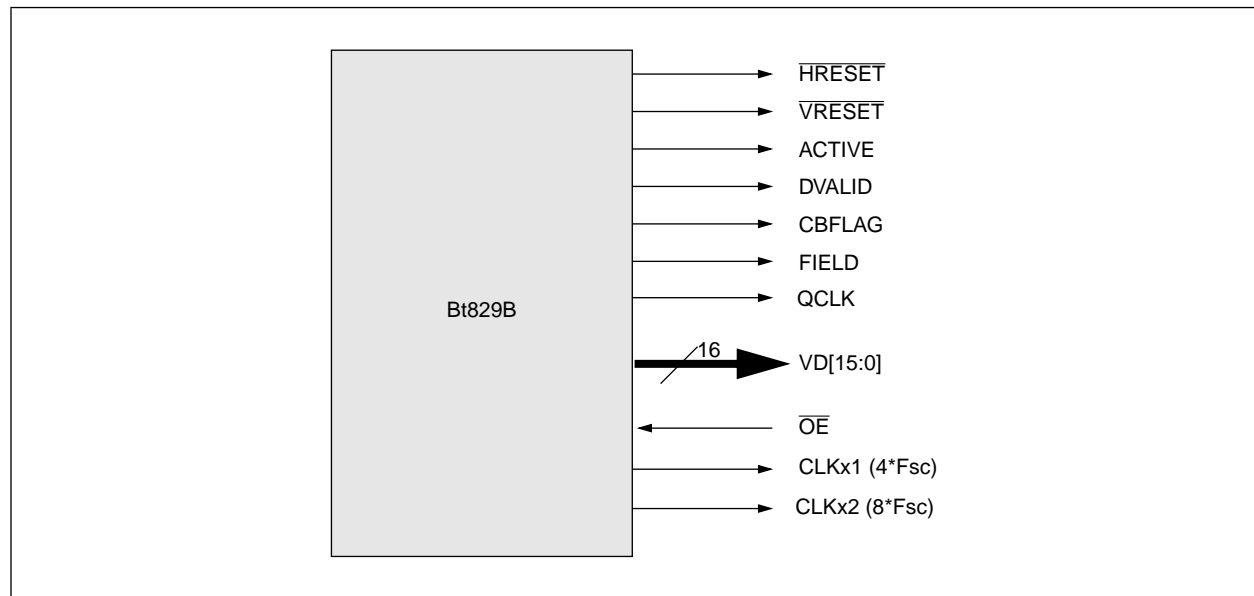 HRESET
VRESET
ACTIVE
DVALID
CBFLAG
FIELD
QCLK
Bt829B
16
VD[15:0]
OE
CLKx1 (4*Fsc)
CLKx2 (8*Fsc)